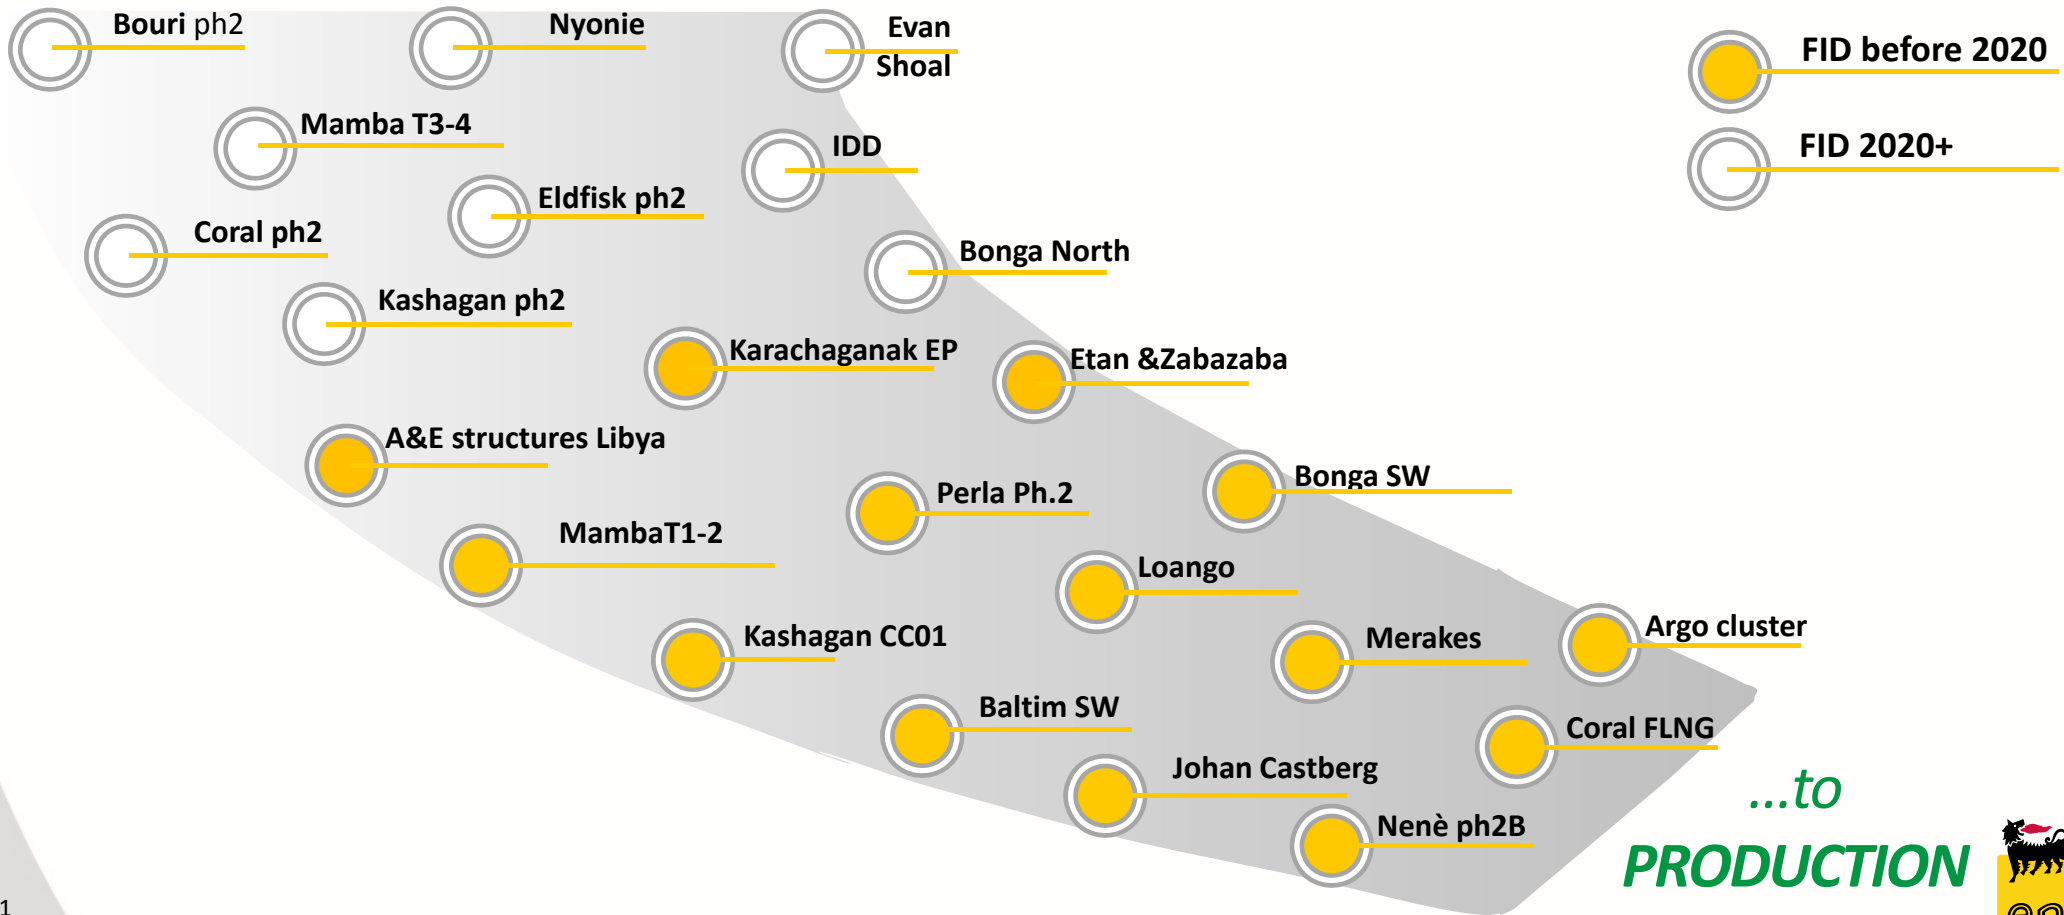 Bouri ph2
Nyonie
Evan
Shoal
FID before 2020
Mamba T3-4
IDD
FID 2020+
Eldfisk ph2
Coral ph2
Bonga North
Kashagan ph2
Karachaganak EP
Etan &Zabazaba
A&E structures Libya
Bonga SW
Perla Ph.2
MambaT1-2
Loango
Kashagan CC01
Merakes
Argo cluster
Baltim SW
Coral FLNG
Johan Castberg
Nenè ph2B
...to
PRODUCTION
1